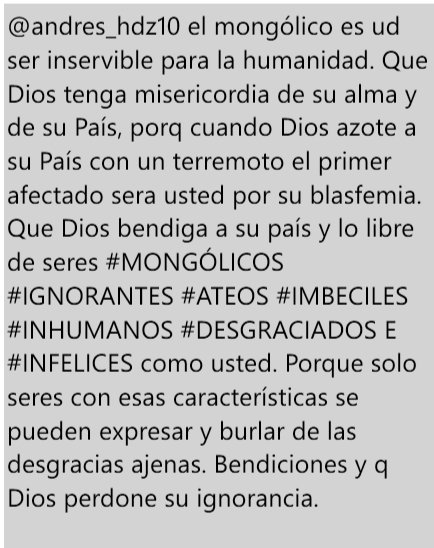 @andres_hdz10 el mongólico es ud
ser inservible para la humanidad. Que
Dios tenga misericordia de su alma y
de su País, porq cuando Dios azote a
su País con un terremoto el primer
afectado sera usted por su blasfemia.
Que Dios bendiga a su país y lo libre
de seres #MONGÓLICOS
#IGNORANTES #ATEOS #IMBECILES
#INHUMANOS #DESGRACIADOS E
#INFELICES como usted. Porque solo
seres con esas características se
pueden expresar y burlar de las
desgracias ajenas. Bendiciones y q
Dios perdone su ignorancia.